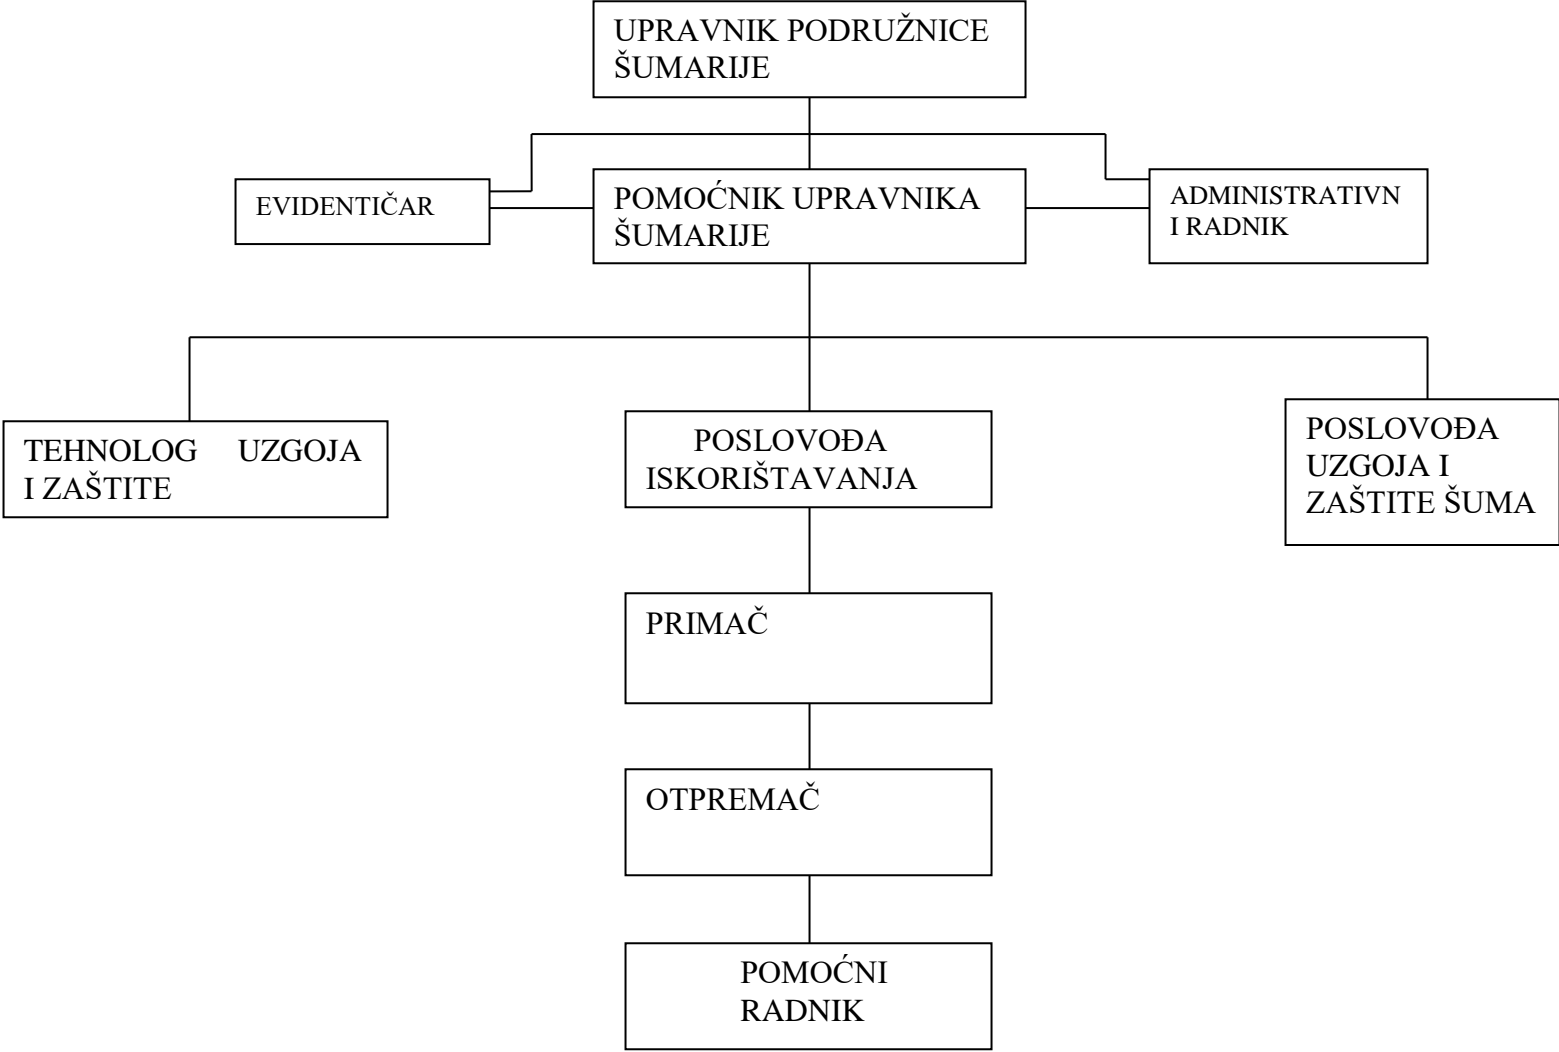 UPRAVNIK PODRUŽNICE
ŠUMARIJE
EVIDENTIČAR
POMOĆNIK UPRAVNIKA
ŠUMARIJE
ADMINISTRATIVN
I RADNIK
TEHNOLOG UZGOJA
I ZAŠTITE
POSLOVOĐA
ISKORIŠTAVANJA
POSLOVOĐA
UZGOJA I
ZAŠTITE ŠUMA
PRIMAČ
OTPREMAČ
POMOĆNI
RADNIK